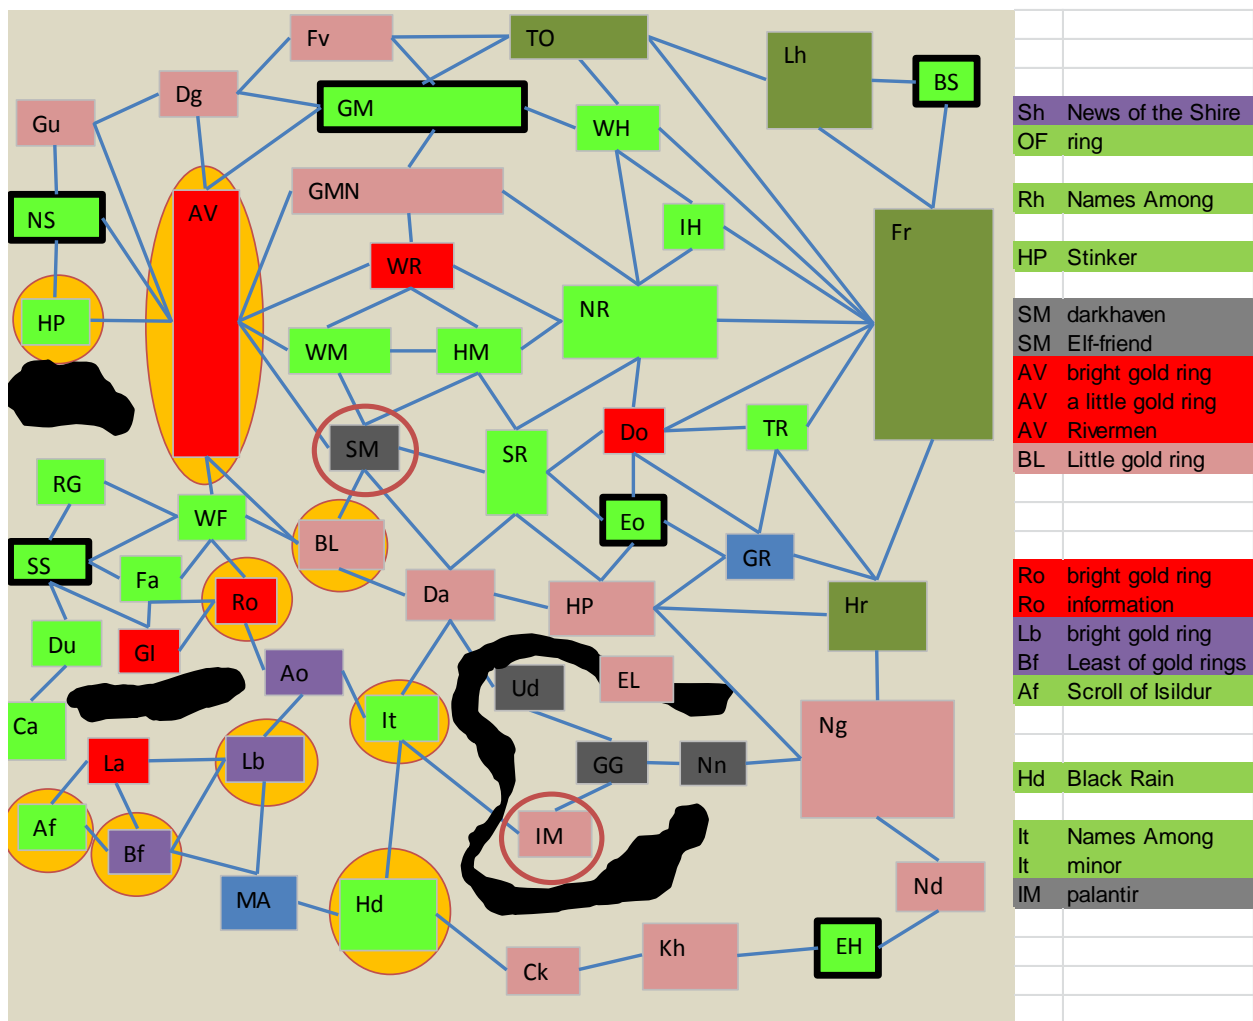 Fv
TO
Lh
BS
Dg
GM
Gu
WH
GMN
AV
NS
IH
Fr
WR
NR
HP
WM
HM
SM
SR
Do
TR
RG
WF
BL
Eo
GR
SS
Fa
Ro
Da
HP
Hr
Du
GI
Ao
Ud
EL
It
Ng
Ca
La
Lb
GG
Nn
Af
Bf
IM
MA
Hd
Nd
EH
Ck
Kh
Sh News of the Shire
OF ring
Rh Names Among
HP Stinker
SM darkhaven
SM Elf-friend
AV bright gold ring
AV a little gold ring
AV Rivermen
BL Little gold ring
Ro bright gold ring
Ro information
Lb bright gold ring
Bf Least of gold rings
Af Scroll of Isildur
Hd Black Rain
It Names Among
It minor
IM palantir